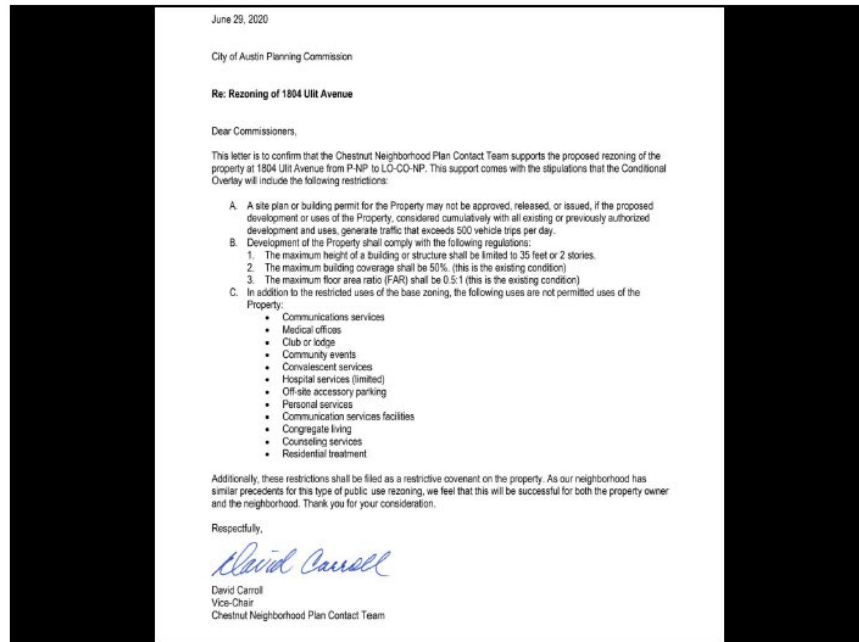 June 29, 2020
City of Austin Planning Commission
Re: Rezoning of 1804 Ulit Avenue
Dear Commissioners,
This letter is to confirm that the Chestnut Neighborhood Plan Contact Team supports the proposed rezoning of the
property at 1804 Ulit Avenue from P-NP to LO-CO-NP. This support comes with the stipulations that the Conditional
Overlay will include the following restrictions:
A. A site plan or building permit for the Property may not be approved, released, or issued, if the proposed
development or uses of the Property, considered cumulatively with all existing or previously authorized
development and uses, generate traffic that exceeds 500 vehicle trips per day.
B. Development of the Property shall comply with the following regulations:
1. The maximum height of a building or structure shall be limited to 35 feet or 2 stories.
2. The maximum building coverage shall be 50%. (this is the existing condition)
3. The maximum floor area ratio (FAR) shall be 0.5:1 (this is the existing condition)
C. In addition to the restricted uses of the base zoning, the following uses are not permitted uses of the
Property:
• Communications services
• Medical offices
• Club or lodge
• Community events
• Convalescent services
• Hospital services (limited)
• Off-site accessory parking
• Personal services
• Communication services facilities
• Congregate living
• Counseling services
• Residential treatment
Additionally, these restrictions shall be filed as a restrictive covenant on the property. As our neighborhood has
similar precedents for this type of public use rezoning, we feel that this will be successful for both the property owner
and the neighborhood. Thank you for your consideration.
Respectfully,
David Carroll
David Carroll
Vice-Chair
Chestnut Neighborhood Plan Contact Team